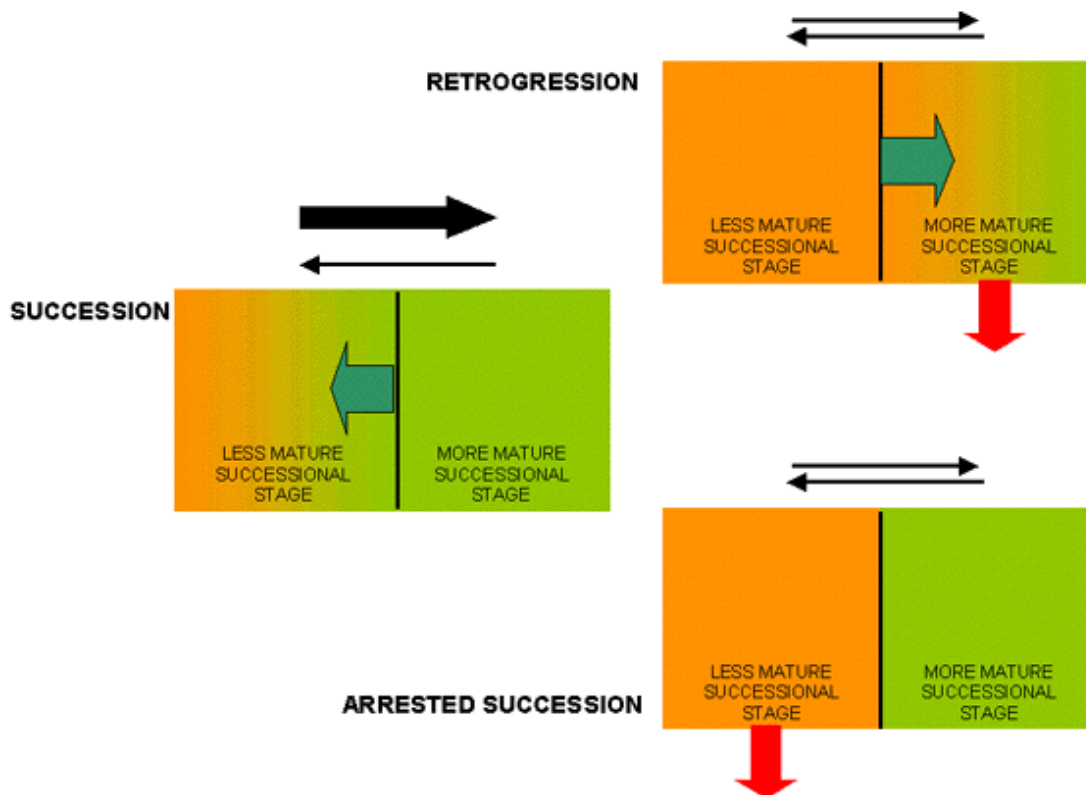 RETROGRESSION
LESS MATURE
SUCCESSIONAL
STAGE
MORE MATURE
SUCCESSIONAL
STAGE
SUCCESSION
LESS MATURE
SUCCESSIONAL
STAGE
MORE MATURE
SUCCESSIONAL
STAGE
LESS MATURE
SUCCESSIONAL
STAGE
MORE MATURE
SUCCESSIONAL
STAGE
ARRESTED SUCCESSION